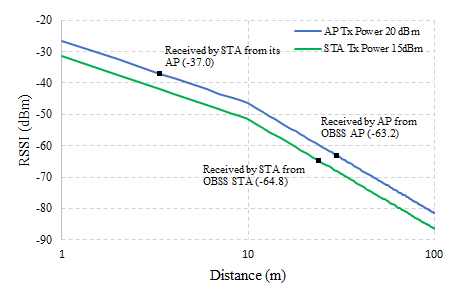 -20
-30
-40
-50
-60
-70
-80
-90
RSSI (dBm)
AP Tx Power 20 dBm
STA Tx Power 15dBm
Received by STA from its
AP (-37.0)
Received by AP from
OBSS AP (-63.2)
Received by STA from
OBSS STA (-64.8)
1
10
100
Distance (m)